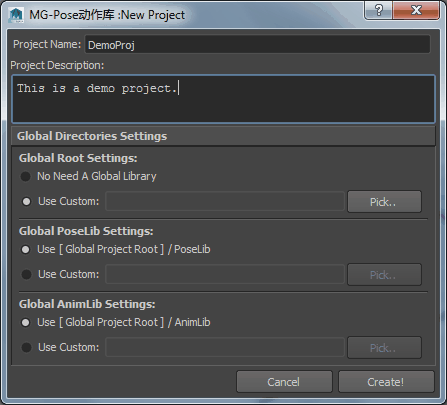 MG-Pose动作库 :New Project
Project Name: DemoProj
Project Description:
This is a demo project.
Global Directories Settings
Global Root Settings:
No Need A Global Library
Use Custom: Pick..
Global PoseLib Settings:
Use [ Global Project Root ] / PoseLib
Use Custom: Pick..
Global AnimLib Settings:
Use [ Global Project Root ] / AnimLib
Use Custom: Pick..
Cancel Create!